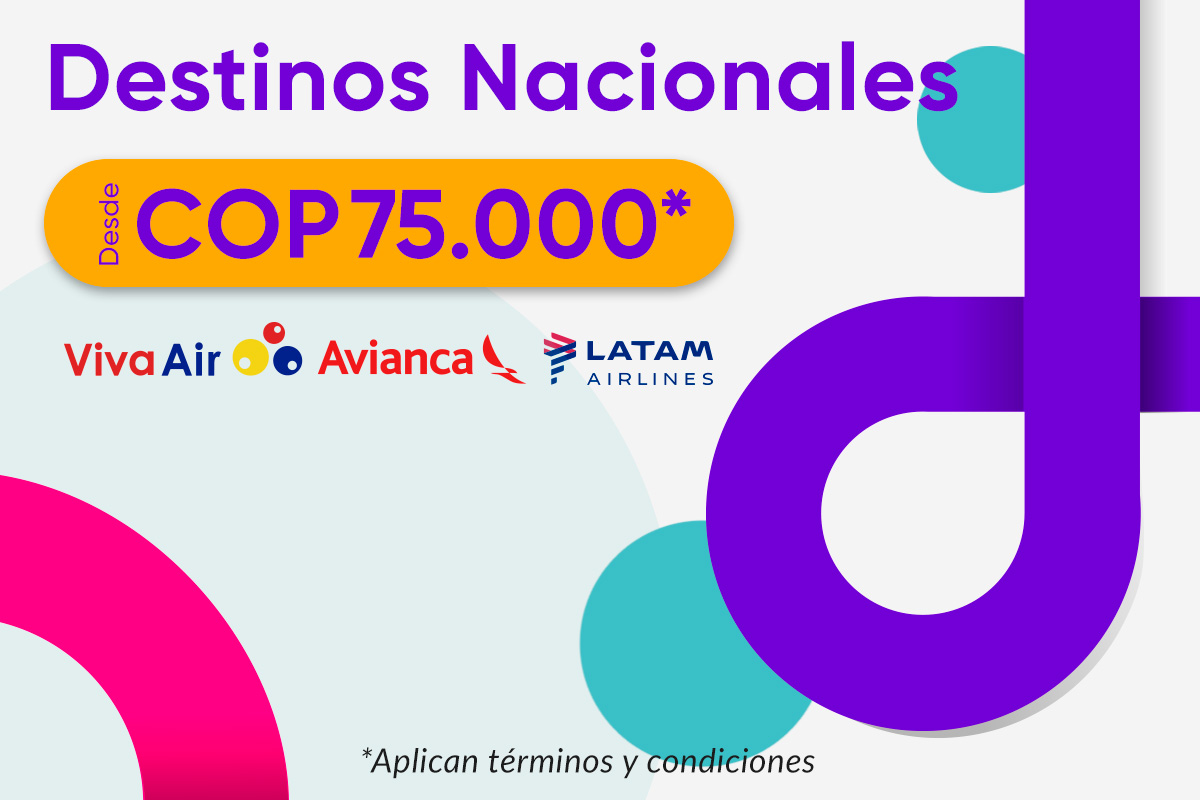 Destinos Nacionales
Desde COP 75.000*
Viva Air Avianca LATAM
AIRLINES
*Aplican términos y condiciones